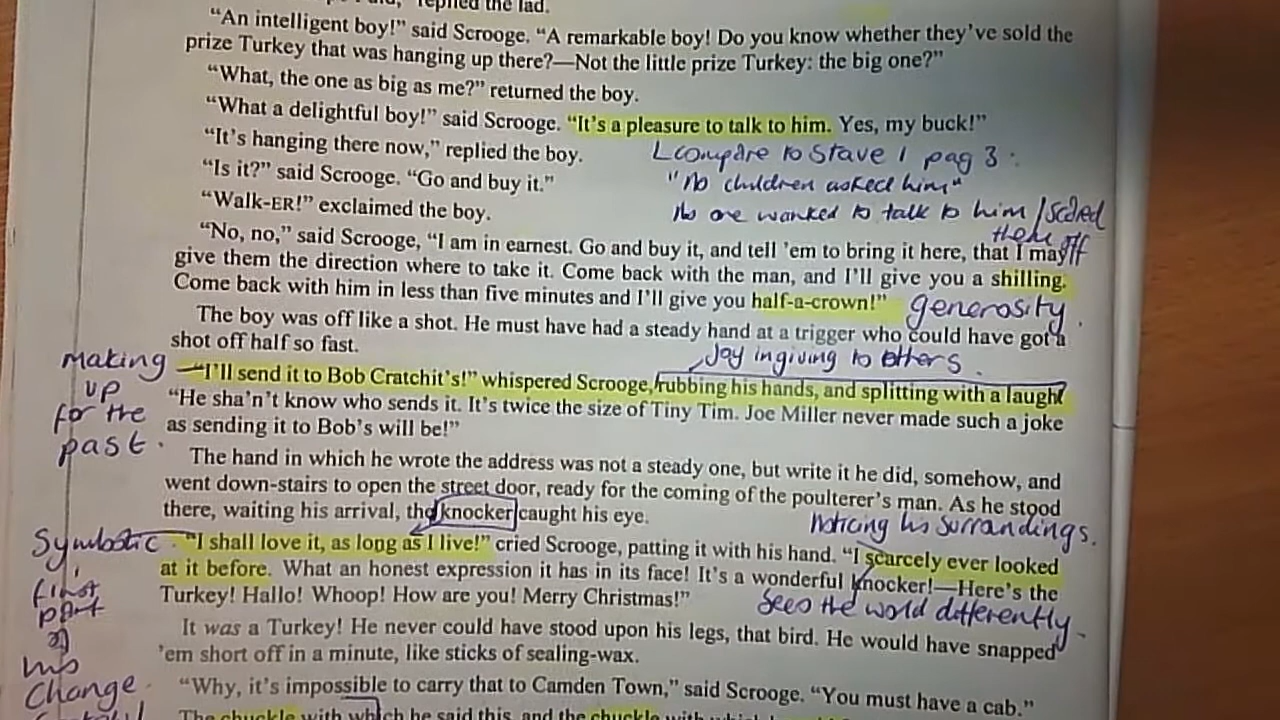 replied the lad.
“An intelligent boy!” said Scrooge. “A remarkable boy! Do you know whether they’ve sold the
prize Turkey that was hanging up there?—Not the little prize Turkey: the big one?”
“What, the one as big as me?” returned the boy.
“What a delightful boy!” said Scrooge. “It’s a pleasure to talk to him. Yes, my buck!”
“It’s hanging there now,” replied the boy.
compare to Stave 1 pag 3:
“Is it?” said Scrooge. “Go and buy it.”
"No children asked him"
“Walk-ER!” exclaimed the boy.
No one wanted to talk to him / scared
them off
“No, no,” said Scrooge, “I am in earnest. Go and buy it, and tell ’em to bring it here, that I may
give them the direction where to take it. Come back with the man, and I’ll give you a shilling.
Come back with him in less than five minutes and I’ll give you half-a-crown!”
generosity.
The boy was off like a shot. He must have had a steady hand at a trigger who could have got a
shot off half so fast.
Joy in giving to others.
Making
up
for the
past.
“I’ll send it to Bob Cratchit’s!” whispered Scrooge, rubbing his hands, and splitting with a laugh
“He sha’n’t know who sends it. It’s twice the size of Tiny Tim. Joe Miller never made such a joke
as sending it to Bob’s will be!”
The hand in which he wrote the address was not a steady one, but write it he did, somehow, and
went down-stairs to open the street door, ready for the coming of the poulterer’s man. As he stood
there, waiting his arrival, the knocker caught his eye.
noticing his surrandings.
Symbolic
first
part
of
his
Change
“I shall love it, as long as I live!” cried Scrooge, patting it with his hand. “I scarcely ever looked
at it before. What an honest expression it has in its face! It’s a wonderful knocker!—Here’s the
Turkey! Hallo! Whoop! How are you! Merry Christmas!”
Sees the world differently.
It was a Turkey! He never could have stood upon his legs, that bird. He would have snapped
’em short off in a minute, like sticks of sealing-wax.
“Why, it’s impossible to carry that to Camden Town,” said Scrooge. “You must have a cab.”
The chuckle with which he said this, and the chuckle with which